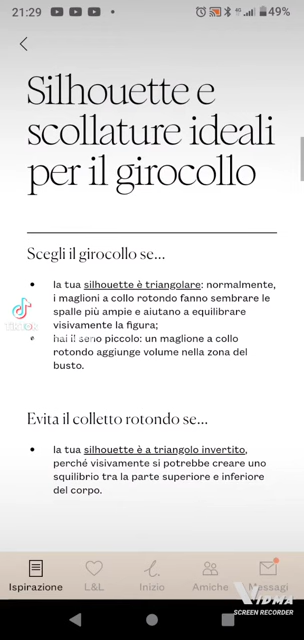 21:29
49%
Silhouette e
scollature ideali
per il girocollo
Scegli il girocollo se...
la tua silhouette è triangolare: normalmente,
i maglioni a collo rotondo fanno sembrare le
spalle più ampie e aiutano a equilibrare
visivamente la figura;
hai il seno piccolo: un maglione a collo
rotondo aggiunge volume nella zona del
busto.
Evita il colletto rotondo se...
la tua silhouette è a triangolo invertito,
perché visivamente si potrebbe creare uno
squilibrio tra la parte superiore e inferiore
del corpo.
Ispirazione L&L Inizio Amiche Messagi
VIDMA
SCREEN RECORDER